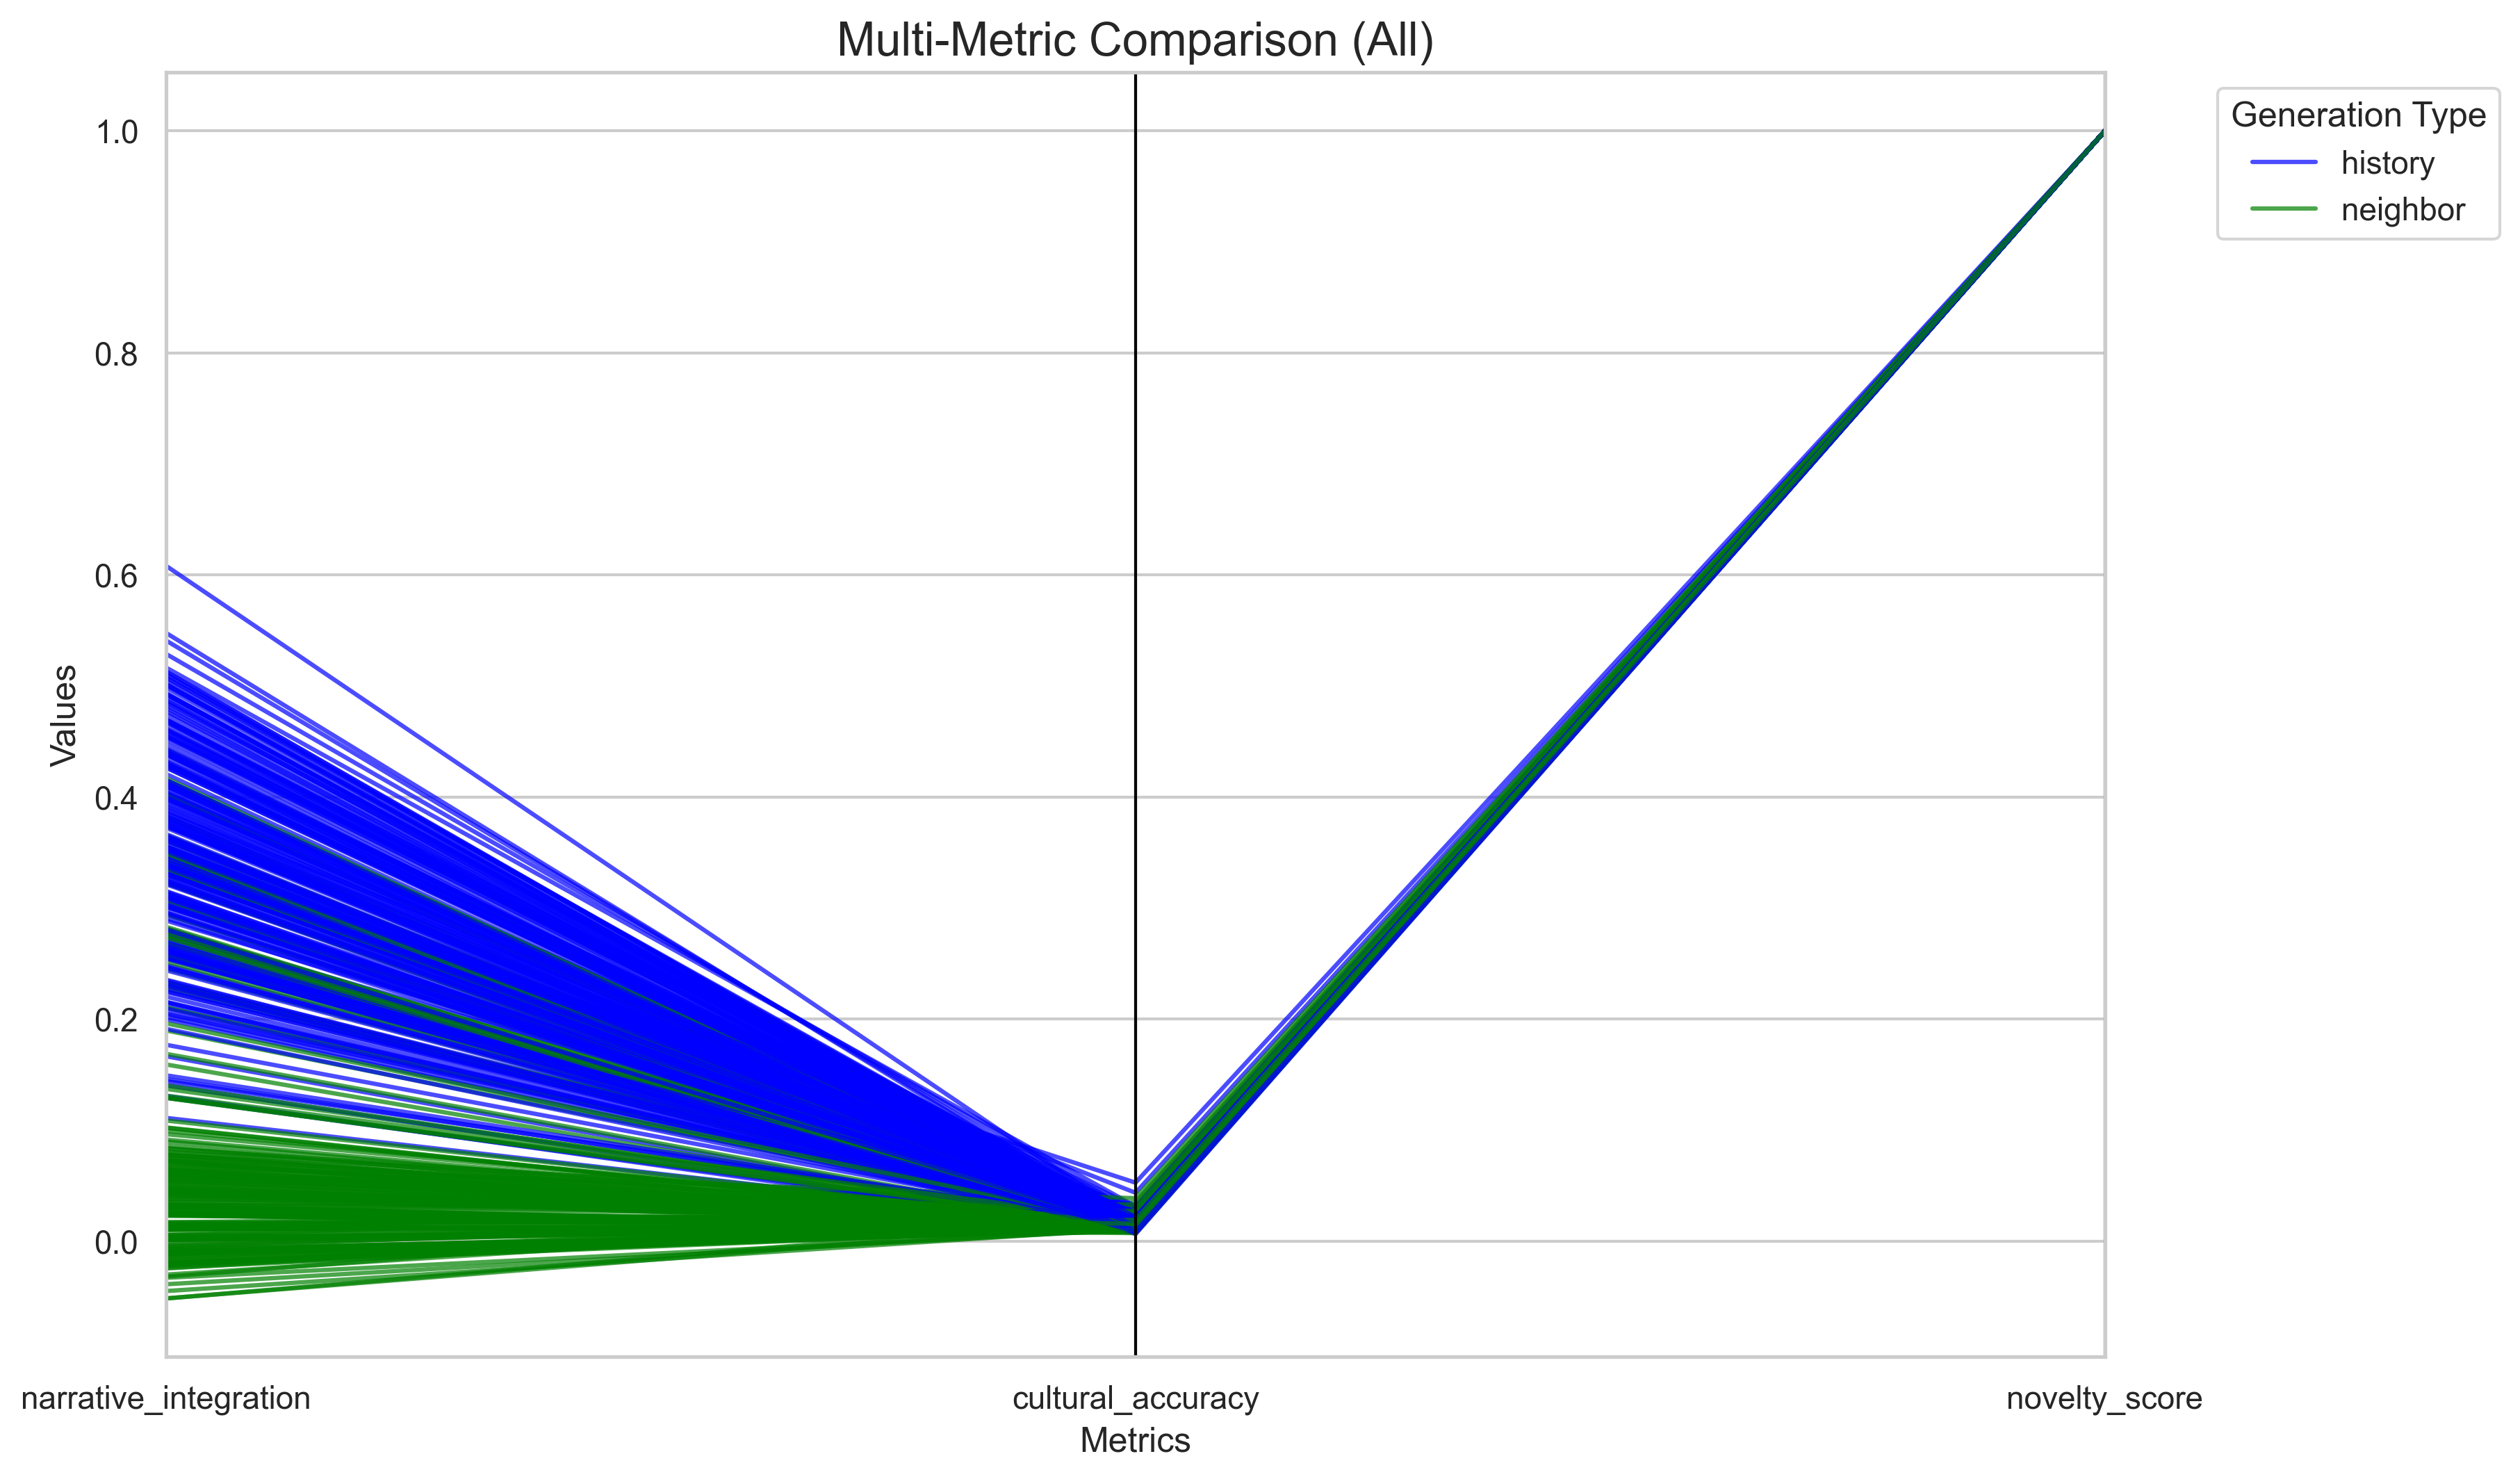 Multi-Metric Comparison (All)
Generation Type
history
neighbor
Values
1.0
0.8
0.6
0.4
0.2
0.0
narrative_integration
cultural_accuracy
novelty_score
Metrics